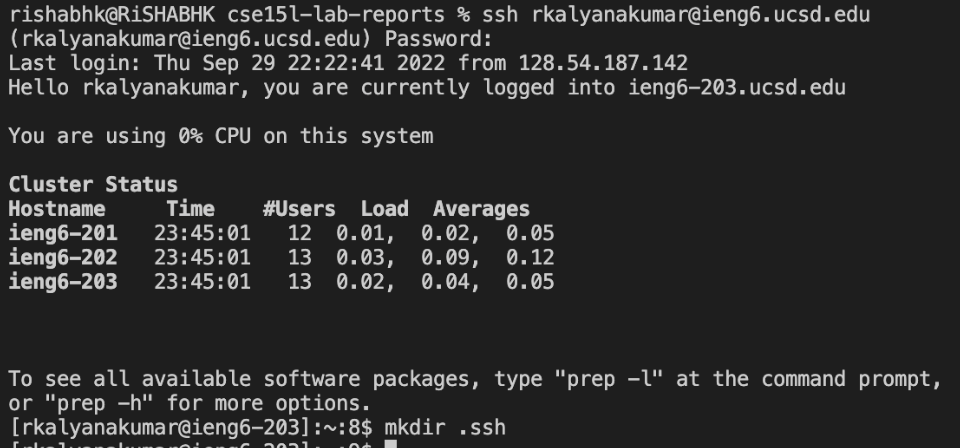 rishabhk@RiSHABHK cse15l-lab-reports % ssh rkalyanakumar@ieng6.ucsd.edu
(rkalyanakumar@ieng6.ucsd.edu) Password:
Last login: Thu Sep 29 22:22:41 2022 from 128.54.187.142
Hello rkalyanakumar, you are currently logged into ieng6-203.ucsd.edu
You are using 0% CPU on this system
Cluster Status
Hostname     Time    #Users  Load  Averages
ieng6-201   23:45:01   12  0.01,  0.02,  0.05
ieng6-202   23:45:01   13  0.03,  0.09,  0.12
ieng6-203   23:45:01   13  0.02,  0.04,  0.05
To see all available software packages, type "prep -l" at the command prompt,
or "prep -h" for more options.
[rkalyanakumar@ieng6-203]:~:8$ mkdir .ssh
[rkalyanakumar@ieng6-203]:~:9$